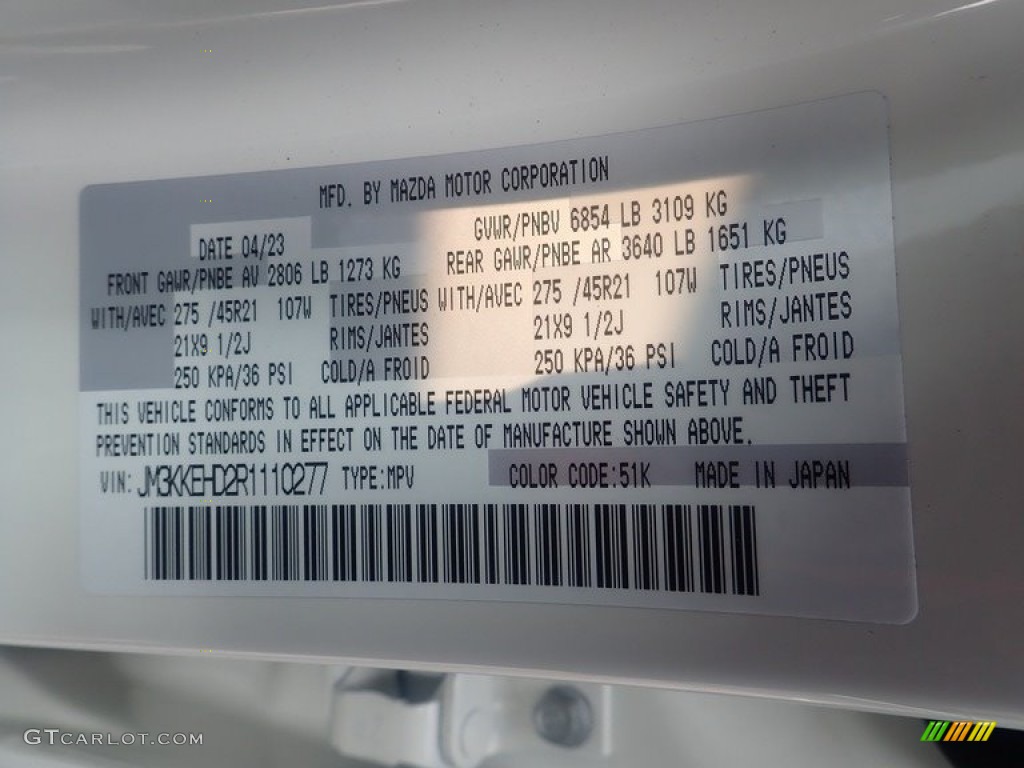 MFD. BY MAZDA MOTOR CORPORATION
DATE 04/23 GVWR/PNBV 6854 LB 3109 KG
FRONT GAWR/PNBE AV 2806 LB 1273 KG REAR GAWR/PNBE AR 3640 LB 1651 KG
WITH/AVEC 275 /45R21 107W TIRES/PNEUS WITH/AVEC 275 /45R21 107W TIRES/PNEUS
21X9 1/2J RIMS/JANTES 21X9 1/2J RIMS/JANTES
250 KPA/36 PSI COLD/A FROID 250 KPA/36 PSI COLD/A FROID
THIS VEHICLE CONFORMS TO ALL APPLICABLE FEDERAL MOTOR VEHICLE SAFETY AND THEFT
PREVENTION STANDARDS IN EFFECT ON THE DATE OF MANUFACTURE SHOWN ABOVE.
VIN: JM3KKEHD2R1110277 TYPE:MPV COLOR CODE:51K MADE IN JAPAN
GTCARLOT.COM